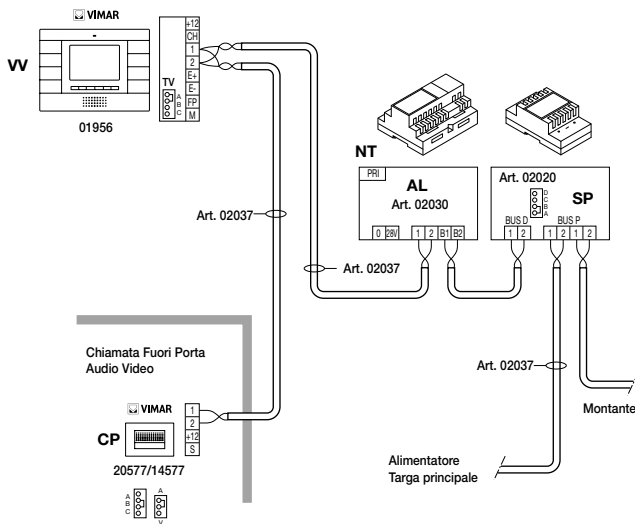 VIMAR
VV
01956
TV
A
B
C
+12
CH
1
2
E+
E-
FP
M
NT
PRI
AL
Art. 02030
0 28V 1 2 B1 B2
Art. 02020
D
C
B
A
SP
BUS D BUS P
1 2 1 2 1 2
Art. 02037
Art. 02037
Art. 02037
Montante
Alimentatore
Targa principale
Chiamata Fuori Porta
Audio Video
VIMAR
CP
20577/14577
1
2
+12
S
A
B
C
A
V